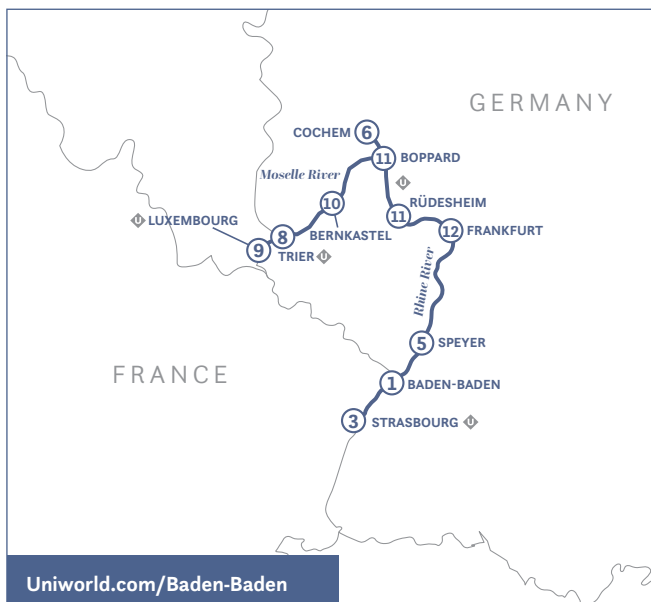 GERMANY
COCHEM
6
11
BOPPARD
Moselle River
U
10
11
RÜDESHEIM
U
LUXEMBOURG
BERNKASTEL
12
FRANKFURT
8
9
TRIER
U
Rhine River
5
SPEYER
FRANCE
1
BADEN-BADEN
3
STRASBOURG
U
Uniworld.com/Baden-Baden